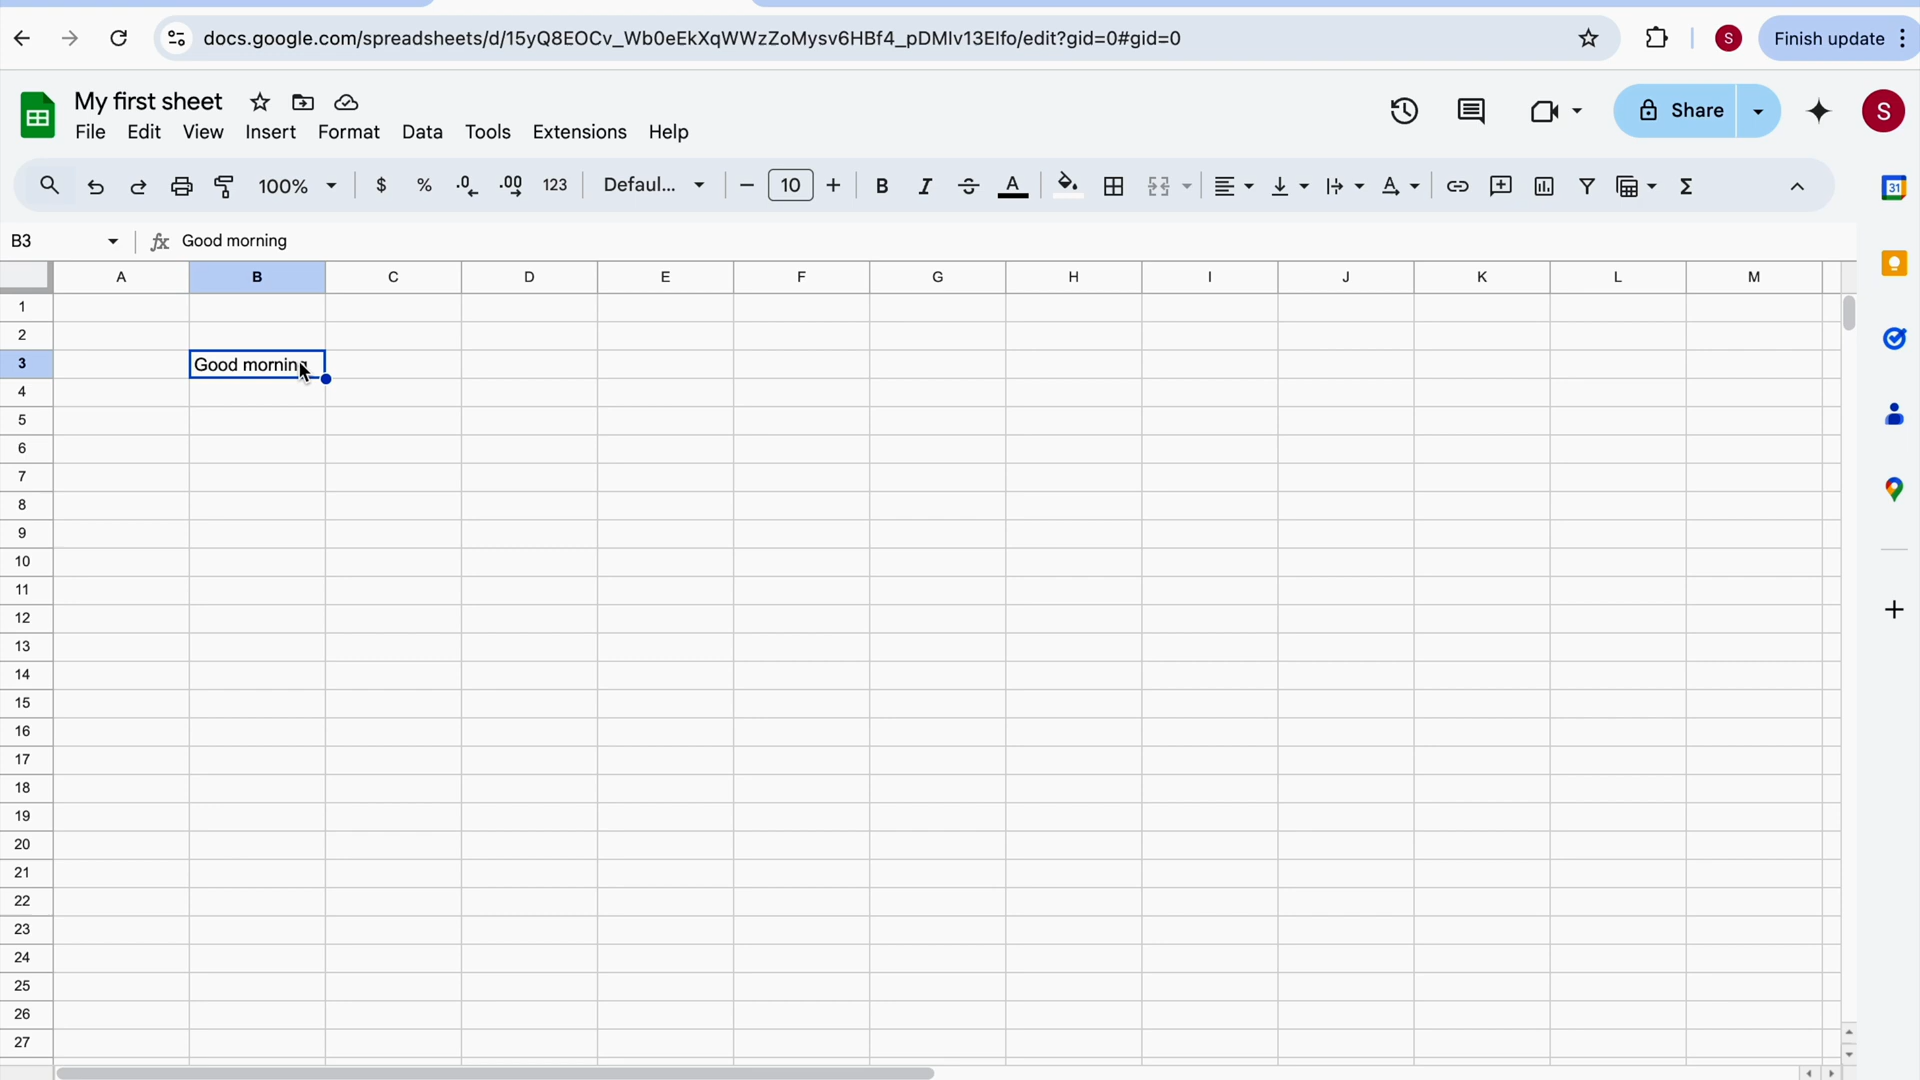 docs.google.com/spreadsheets/d/15yQ8EOCv_Wb0eEkXqWWzZoMysv6HBf4_pDMlv13EIfo/edit?gid=0#gid=0
S
Finish update
My first sheet
File Edit View Insert Format Data Tools Extensions Help
Share
S
100% $ % .0 .00 123 Defaul... 10 B I S A Σ
31
B3 fx Good morning
A B C D E F G H I J K L M
1
2
3 Good morning
4
5
6
7
8
9
10
11
12
13
14
15
16
17
18
19
20
21
22
23
24
25
26
27